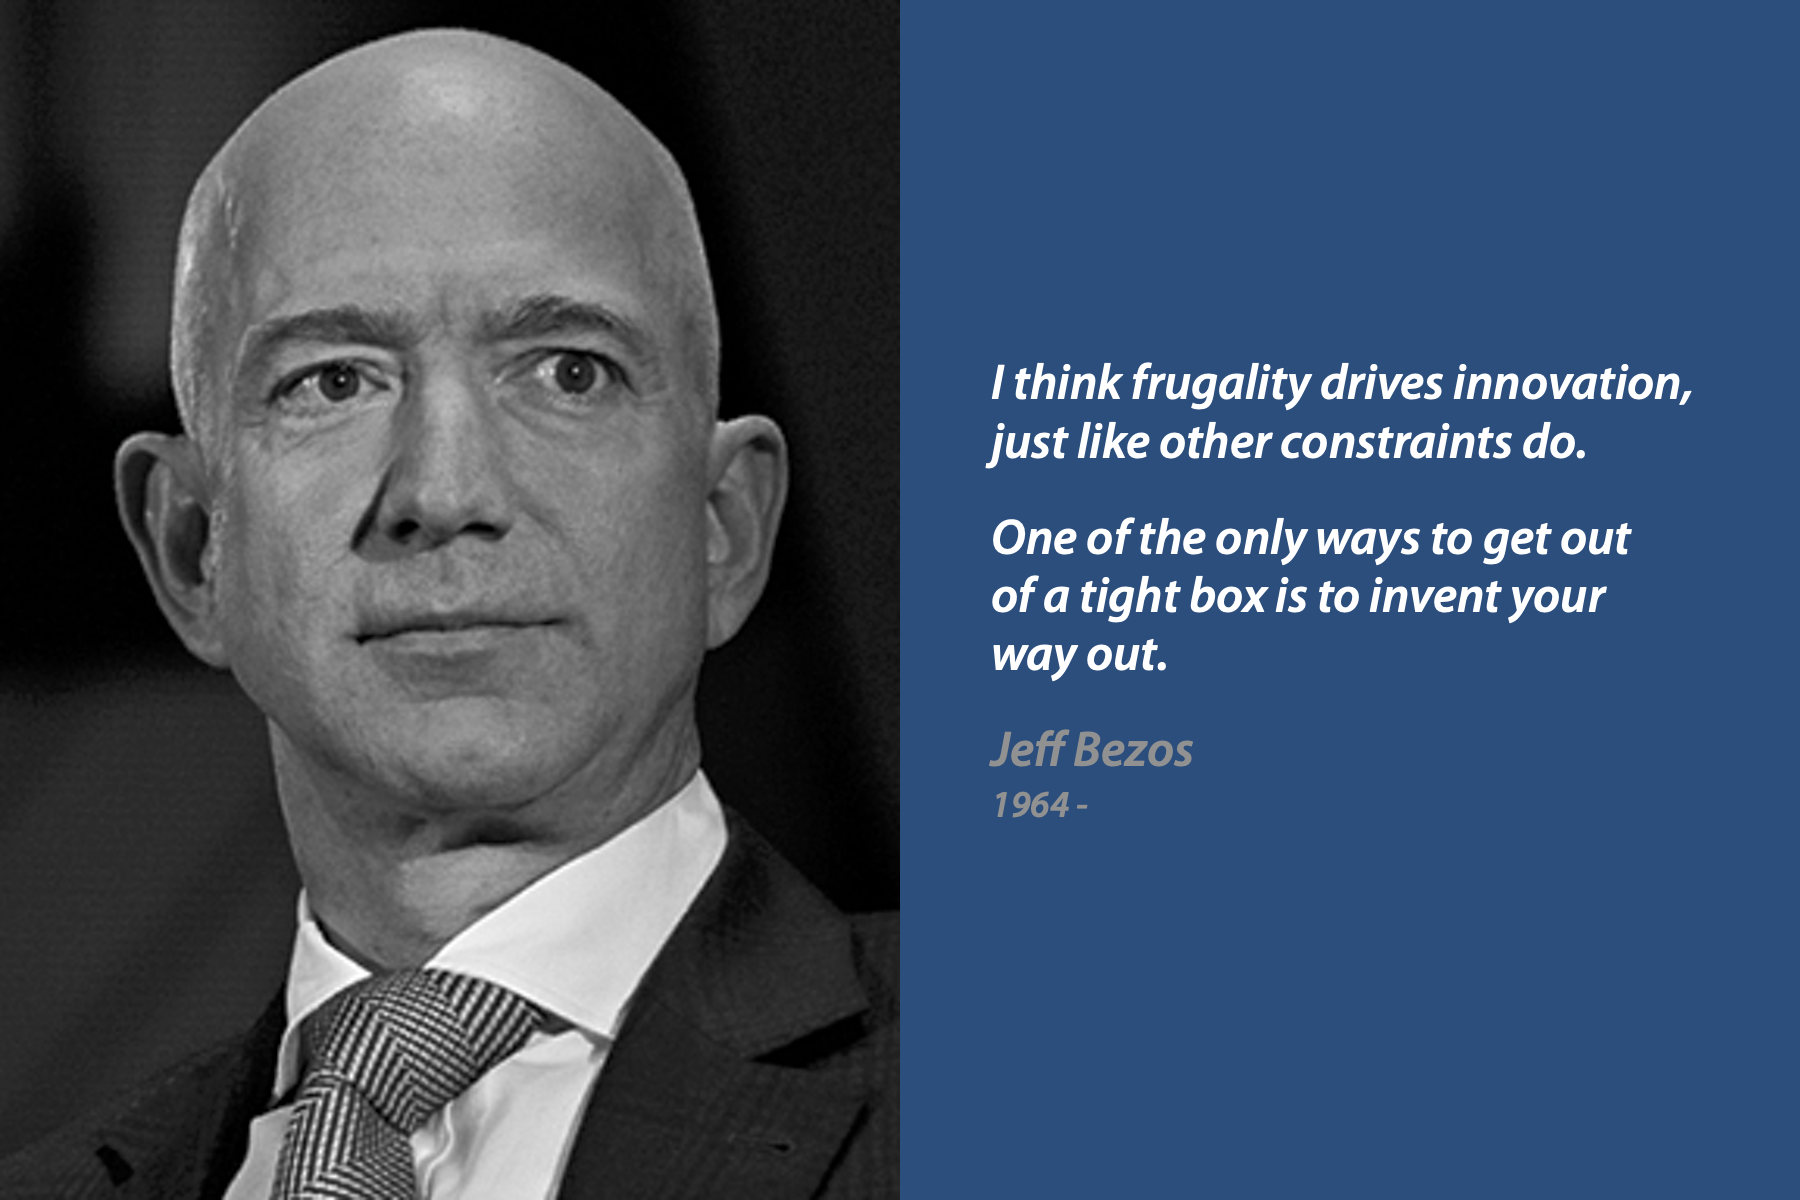 I think frugality drives innovation,
just like other constraints do.
One of the only ways to get out
of a tight box is to invent your
way out.
Jeff Bezos
1964 -